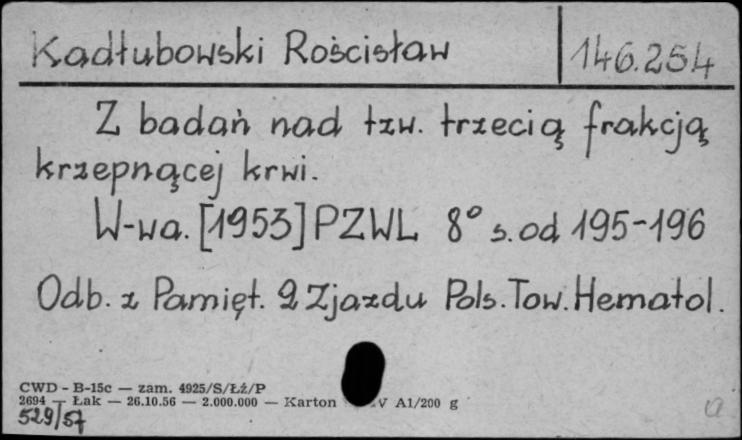 Kadłubowski Rościsław 146.254
Z badań nad tzw. trzecią frakcją
krzepnącej krwi.
W-wa. [1953] PZWL 8° s. od 195-196
Odb. z Pamięt. 2 Zjazdu Pols. Tow. Hematol.
CWD - B-15c — zam. 4925/S/Łż/P
2694 — Łak — 26.10.56 — 2.000.000 — Karton V A1/200 g
529/57
a